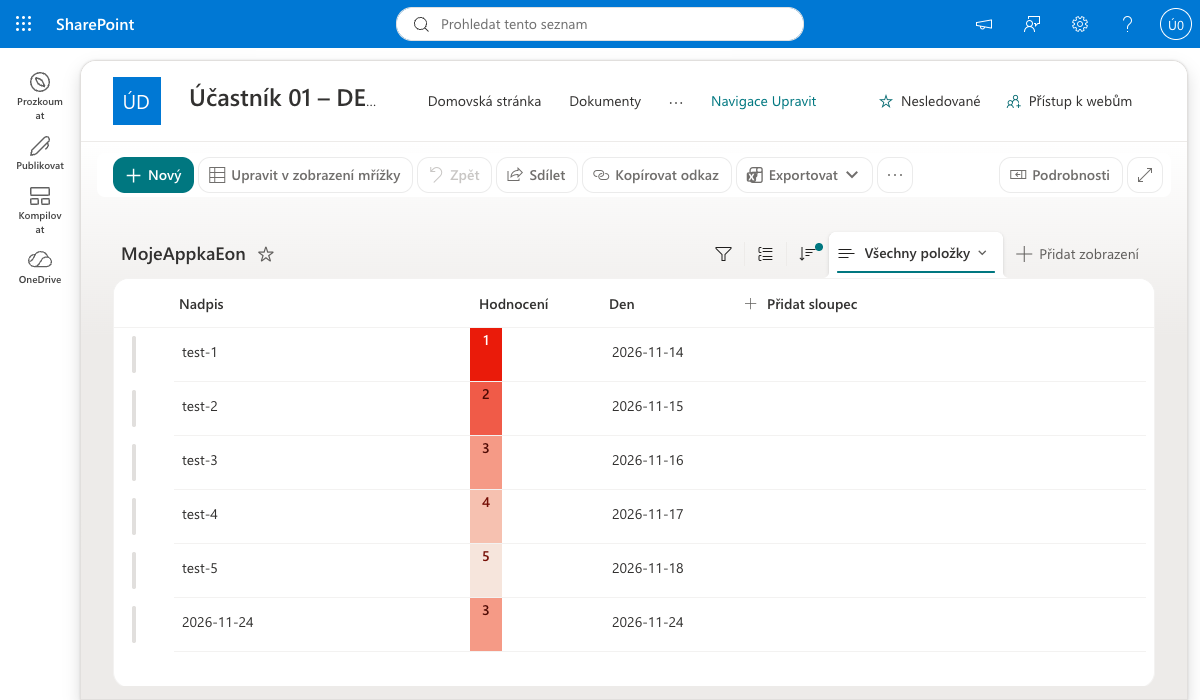 SharePoint
Prohledat tento seznam
Ú0
Prozkoum
at
Publikovat
Kompilov
at
OneDrive
ÚD
Účastník 01 – DE...
Domovská stránka
Dokumenty
...
Navigace Upravit
Nesledované
Přístup k webům
Nový
Upravit v zobrazení mřížky
Zpět
Sdílet
Kopírovat odkaz
Exportovat
...
Podrobnosti
MojeAppkaEon
Všechny položky
Přidat zobrazení
Nadpis Hodnocení Den Přidat sloupec
test-1 1 2026-11-14
test-2 2 2026-11-15
test-3 3 2026-11-16
test-4 4 2026-11-17
test-5 5 2026-11-18
2026-11-24 3 2026-11-24